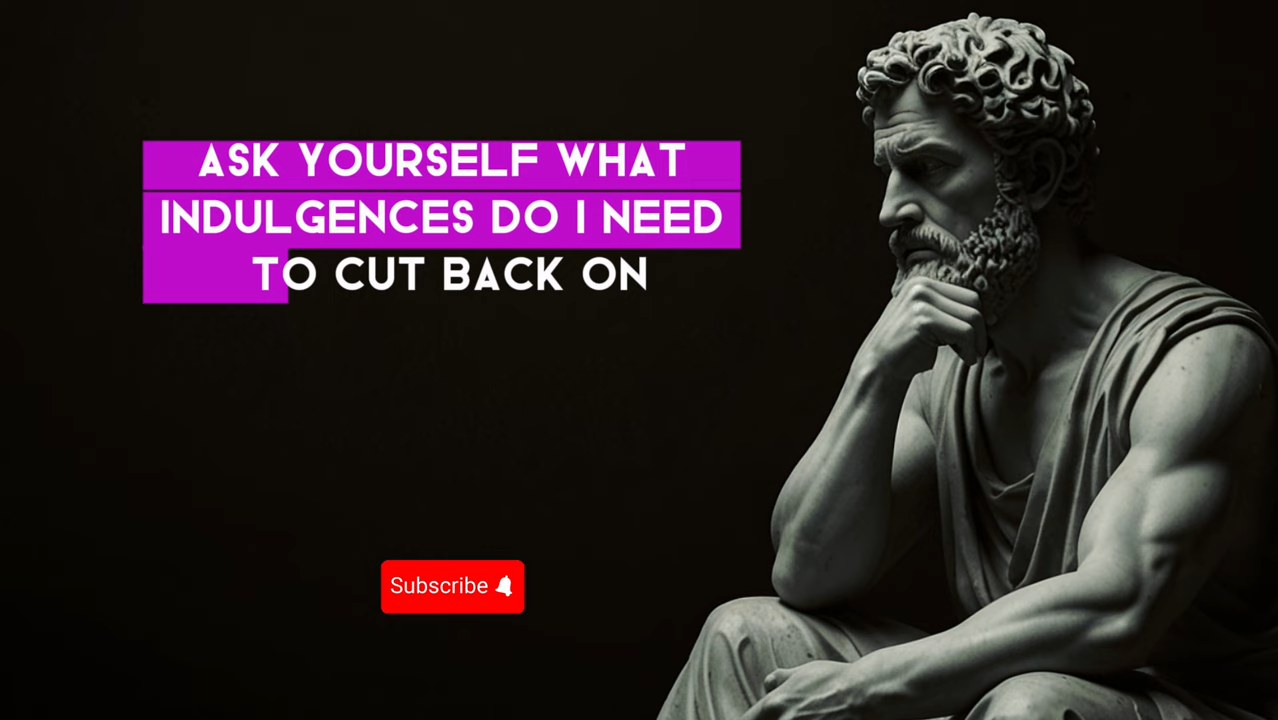 ASK YOURSELF WHAT
INDULGENCES DO I NEED
TO CUT BACK ON
Subscribe